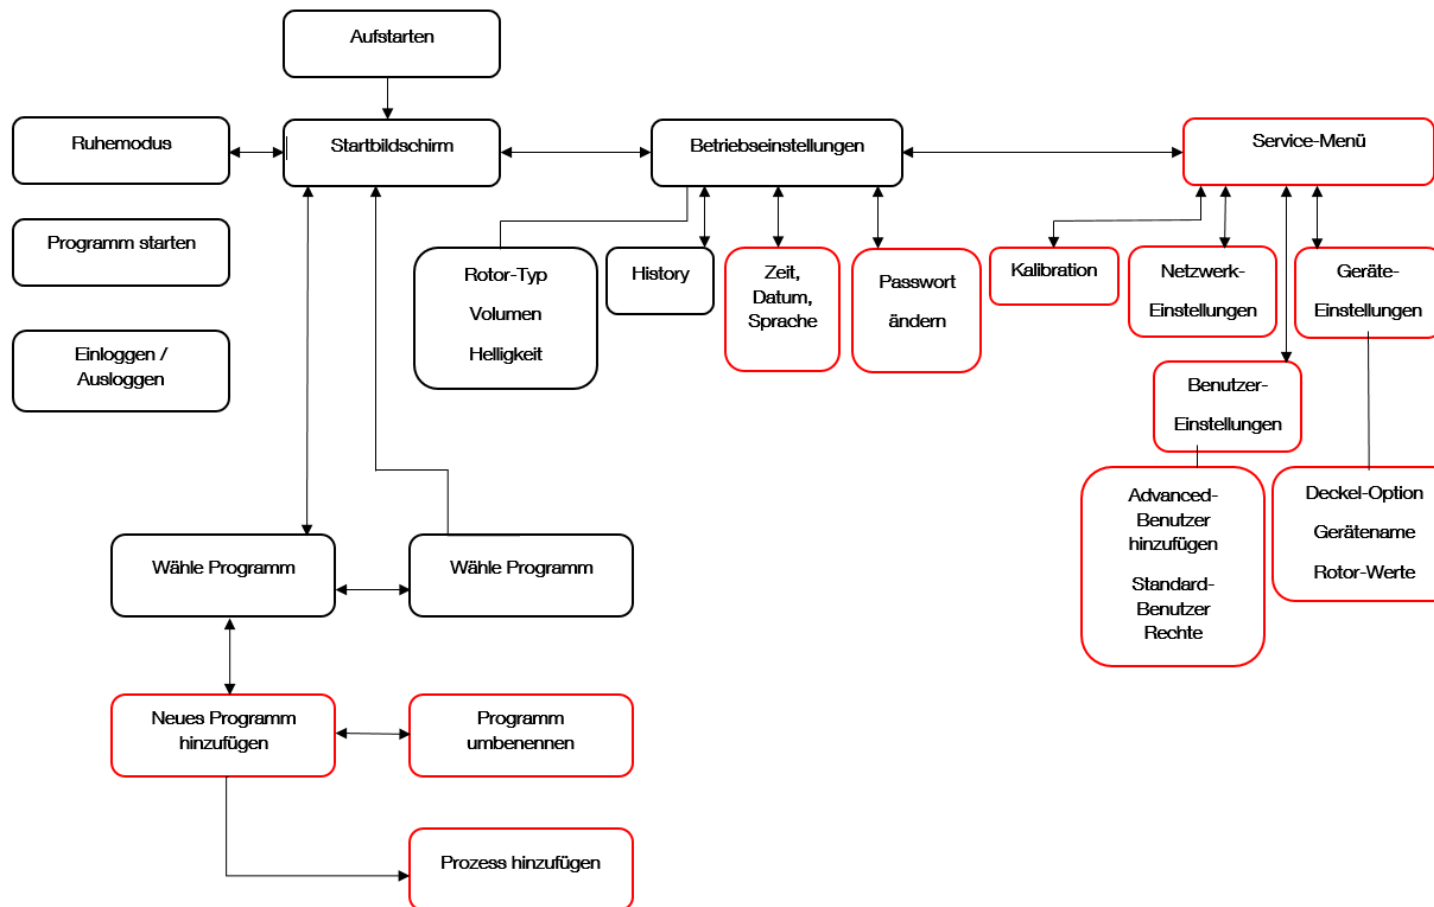 Aufstarten
Ruhemodus
Startbildschirm
Betriebseinstellungen
Service-Menü
Programm starten
Einloggen /
Ausloggen
Rotor-Typ
Volumen
Helligkeit
History
Zeit,
Datum,
Sprache
Passwort
ändern
Kalibration
Netzwerk-
Einstellungen
Geräte-
Einstellungen
Benutzer-
Einstellungen
Advanced-
Benutzer
hinzufügen
Standard-
Benutzer
Rechte
Deckel-Option
Gerätename
Rotor-Werte
Wähle Programm
Wähle Programm
Neues Programm
hinzufügen
Programm
umbenennen
Prozess hinzufügen